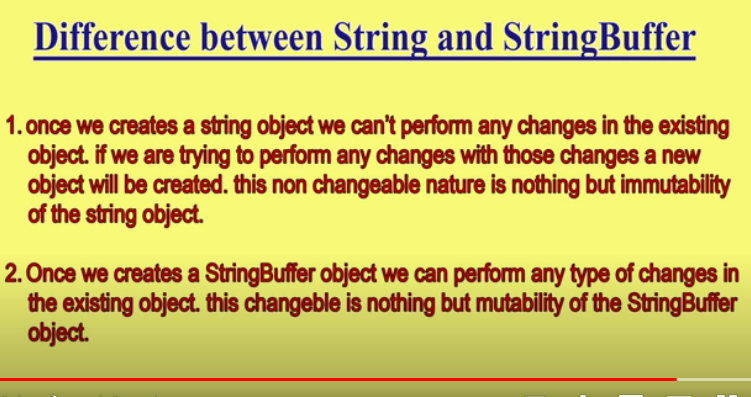 Difference between String and StringBuffer
1. once we creates a string object we can't perform any changes in the existing
object. if we are trying to perform any changes with those changes a new
object will be created. this non changeable nature is nothing but immutability
of the string object.
2. Once we creates a StringBuffer object we can perform any type of changes in
the existing object. this changeble is nothing but mutability of the StringBuffer
object.